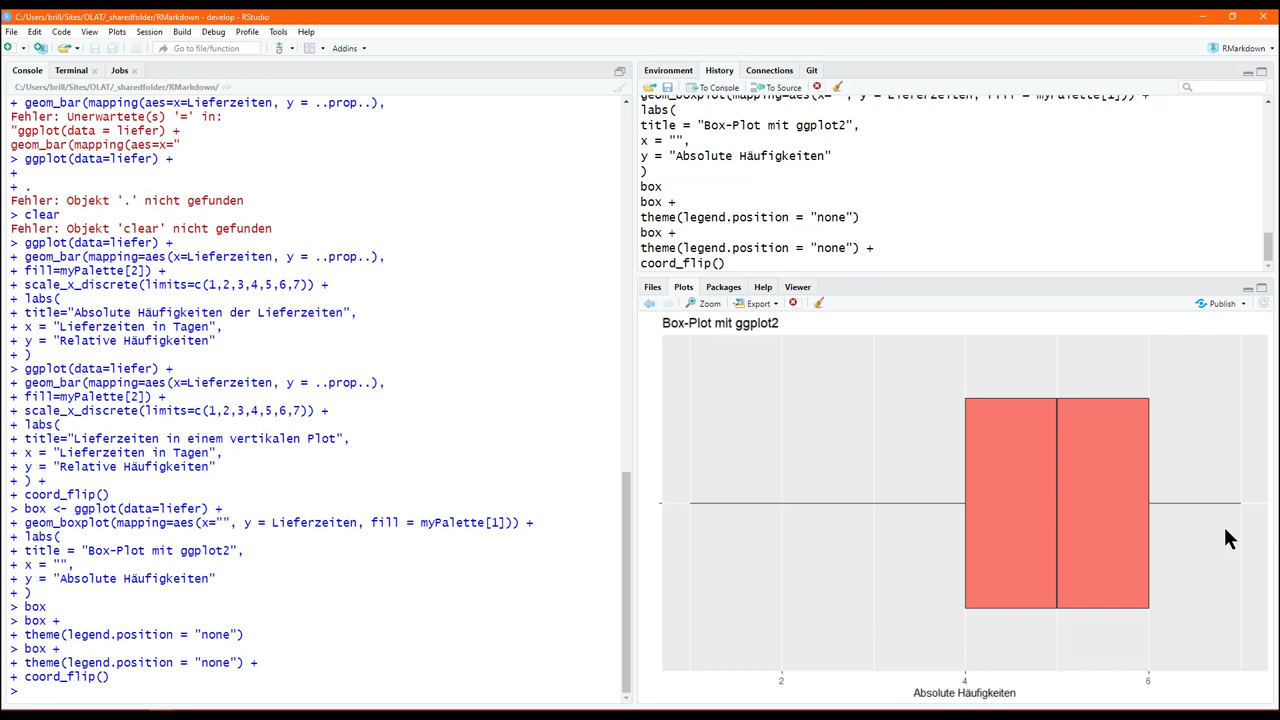 C:/Users/brill/Sites/OLAT/_sharedfolder/RMarkdown - develop - RStudio
File Edit Code View Plots Session Build Debug Profile Tools Help
Go to file/function Addins RMarkdown
Console Terminal Jobs
C:/Users/brill/Sites/OLAT/_sharedfolder/RMarkdown/
+ geom_bar(mapping(aes=x=Lieferzeiten, y = ..prop..),
Fehler: Unerwartete(s) '=' in:
"ggplot(data = liefer) +
geom_bar(mapping(aes=x="
> ggplot(data=liefer) +
+
+ .
Fehler: Objekt '.' nicht gefunden
> clear
Fehler: Objekt 'clear' nicht gefunden
> ggplot(data=liefer) +
+ geom_bar(mapping=aes(x=Lieferzeiten, y = ..prop..),
+ fill=myPalette[2]) +
+ scale_x_discrete(limits=c(1,2,3,4,5,6,7)) +
+ labs(
+ title="Absolute Häufigkeiten der Lieferzeiten",
+ x = "Lieferzeiten in Tagen",
+ y = "Relative Häufigkeiten"
+ )
> ggplot(data=liefer) +
+ geom_bar(mapping=aes(x=Lieferzeiten, y = ..prop..),
+ fill=myPalette[2]) +
+ scale_x_discrete(limits=c(1,2,3,4,5,6,7)) +
+ labs(
+ title="Lieferzeiten in einem vertikalen Plot",
+ x = "Lieferzeiten in Tagen",
+ y = "Relative Häufigkeiten"
+ ) +
+ coord_flip()
> box <- ggplot(data=liefer) +
+ geom_boxplot(mapping=aes(x="", y = Lieferzeiten, fill = myPalette[1])) +
+ labs(
+ title = "Box-Plot mit ggplot2",
+ x = "",
+ y = "Absolute Häufigkeiten"
+ )
> box
> box +
+ theme(legend.position = "none")
> box +
+ theme(legend.position = "none") +
+ coord_flip()
>
Environment History Connections Git
To Console To Source
geom_boxplot(mapping=aes(x="", y = Lieferzeiten, fill = myPalette[1])) +
labs(
title = "Box-Plot mit ggplot2",
x = "",
y = "Absolute Häufigkeiten"
)
box
box +
theme(legend.position = "none")
box +
theme(legend.position = "none") +
coord_flip()
Files Plots Packages Help Viewer
Zoom Export Publish
Box-Plot mit ggplot2
2 4 6
Absolute Häufigkeiten